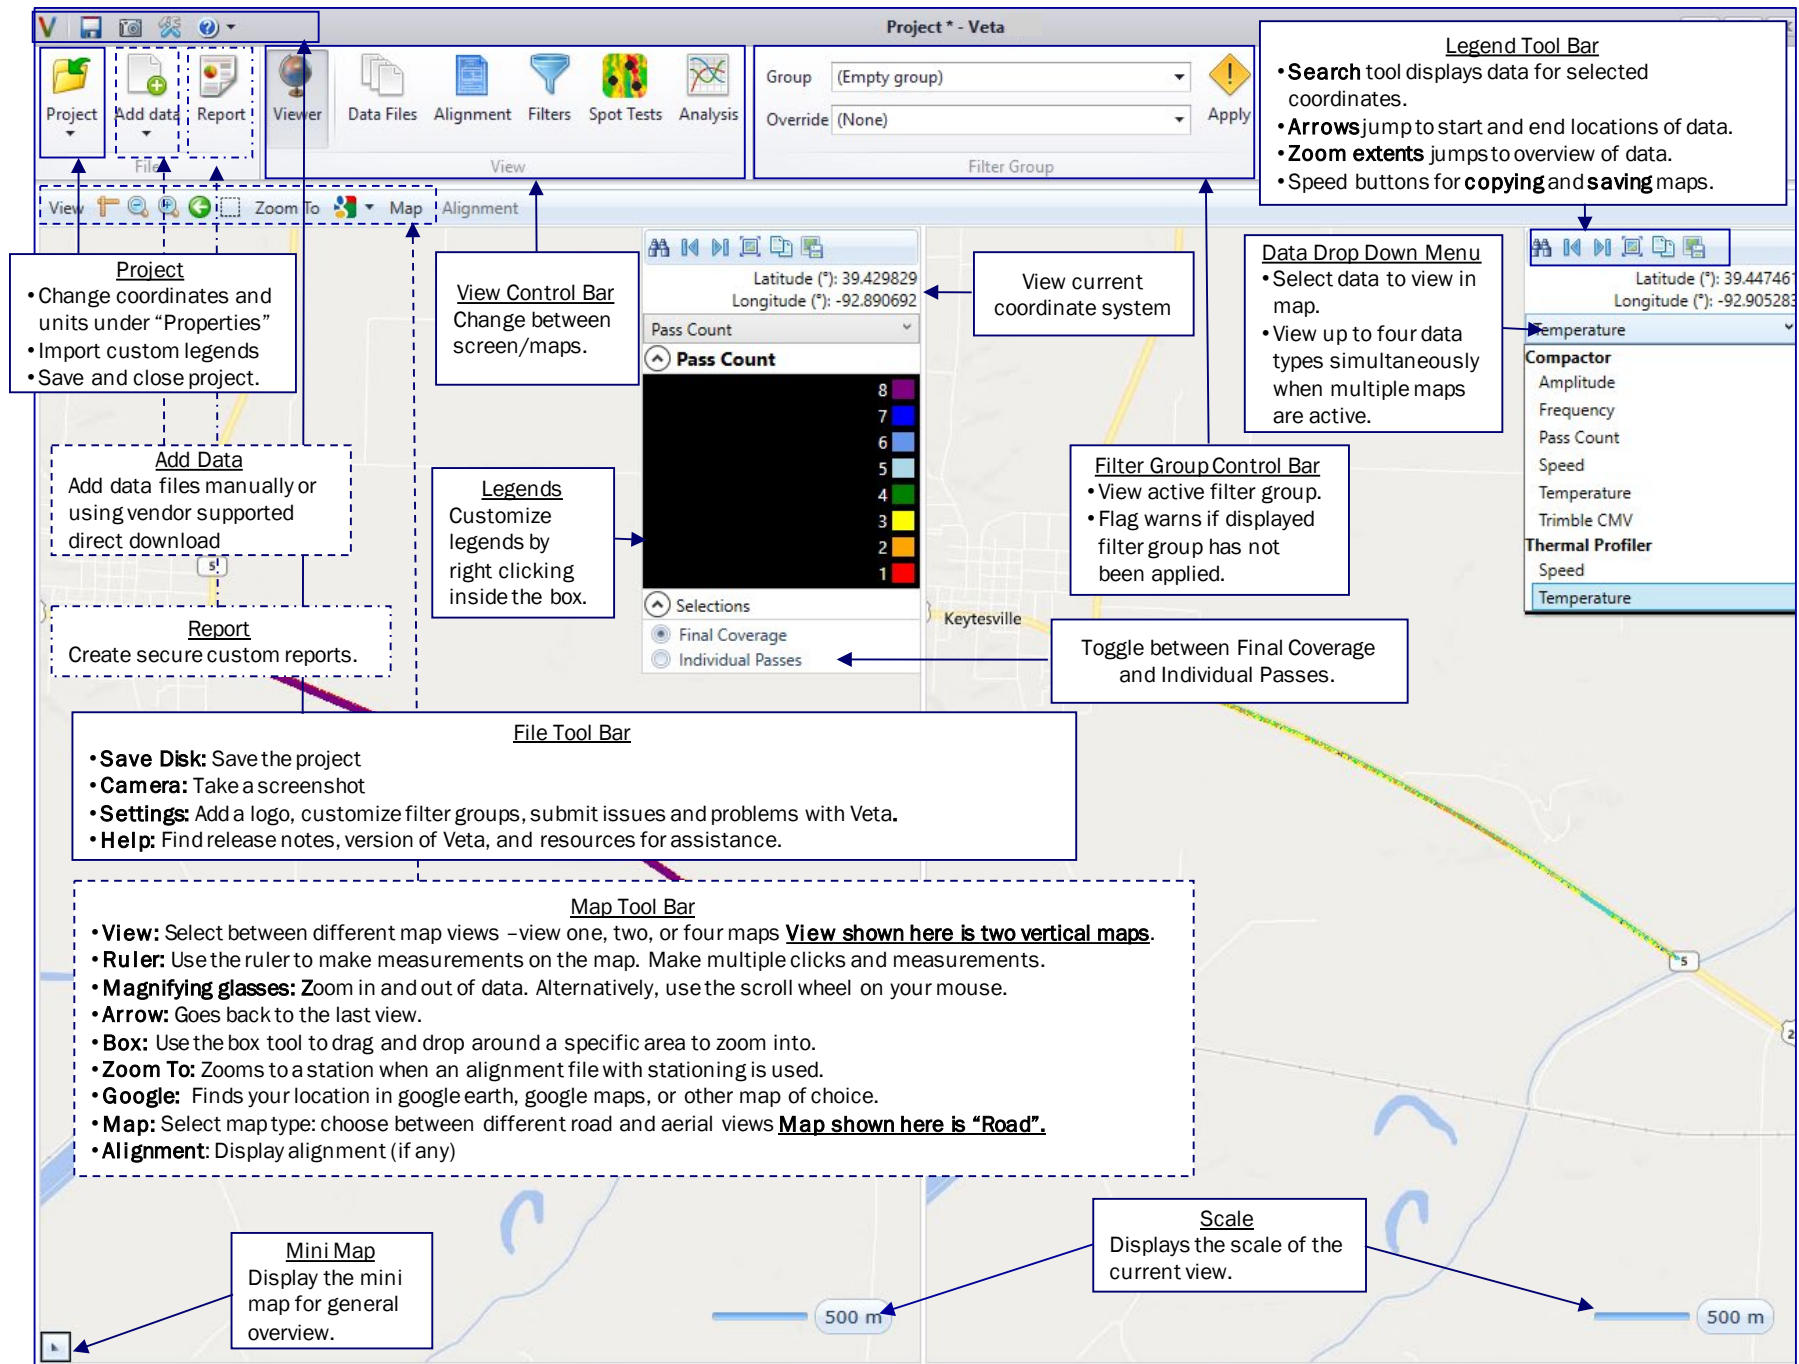 Project * - Veta
Project
Add data
Report
File
Viewer
Data Files
Alignment
Filters
Spot Tests
Analysis
View
Group
(Empty group)
Override
(None)
Apply
Filter Group
Legend Tool Bar
• Search tool displays data for selected
coordinates.
• Arrows jump to start and end locations of data.
• Zoom extents jumps to overview of data.
• Speed buttons for copying and saving maps.
View
Zoom To
Map
Alignment
Project
• Change coordinates and
units under “Properties”
• Import custom legends
• Save and close project.
View Control Bar
Change between
screen/maps.
Latitude (°): 39.429829
Longitude (°): -92.890692
Pass Count
Pass Count
8
7
6
5
4
3
2
1
Selections
Final Coverage
Individual Passes
View current
coordinate system
Data Drop Down Menu
• Select data to view in
map.
• View up to four data
types simultaneously
when multiple maps
are active.
Latitude (°): 39.447461
Longitude (°): -92.905283
Temperature
Compactor
Amplitude
Frequency
Pass Count
Speed
Temperature
Trimble CMV
Thermal Profiler
Speed
Temperature
Add Data
Add data files manually or
using vendor supported
direct download
5
Legends
Customize
legends by
right clicking
inside the box.
Filter Group Control Bar
• View active filter group.
• Flag warns if displayed
filter group has not
been applied.
Report
Create secure custom reports.
Keytesville
Toggle between Final Coverage
and Individual Passes.
File Tool Bar
• Save Disk: Save the project
• Camera: Take a screenshot
• Settings: Add a logo, customize filter groups, submit issues and problems with Veta.
• Help: Find release notes, version of Veta, and resources for assistance.
Map Tool Bar
• View: Select between different map views –view one, two, or four maps View shown here is two vertical maps.
• Ruler: Use the ruler to make measurements on the map. Make multiple clicks and measurements.
• Magnifying glasses: Zoom in and out of data. Alternatively, use the scroll wheel on your mouse.
• Arrow: Goes back to the last view.
• Box: Use the box tool to drag and drop around a specific area to zoom into.
• Zoom To: Zooms to a station when an alignment file with stationing is used.
• Google: Finds your location in google earth, google maps, or other map of choice.
• Map: Select map type: choose between different road and aerial views Map shown here is “Road”.
• Alignment: Display alignment (if any)
5
2
Mini Map
Display the mini
map for general
overview.
Scale
Displays the scale of the
current view.
500 m
500 m